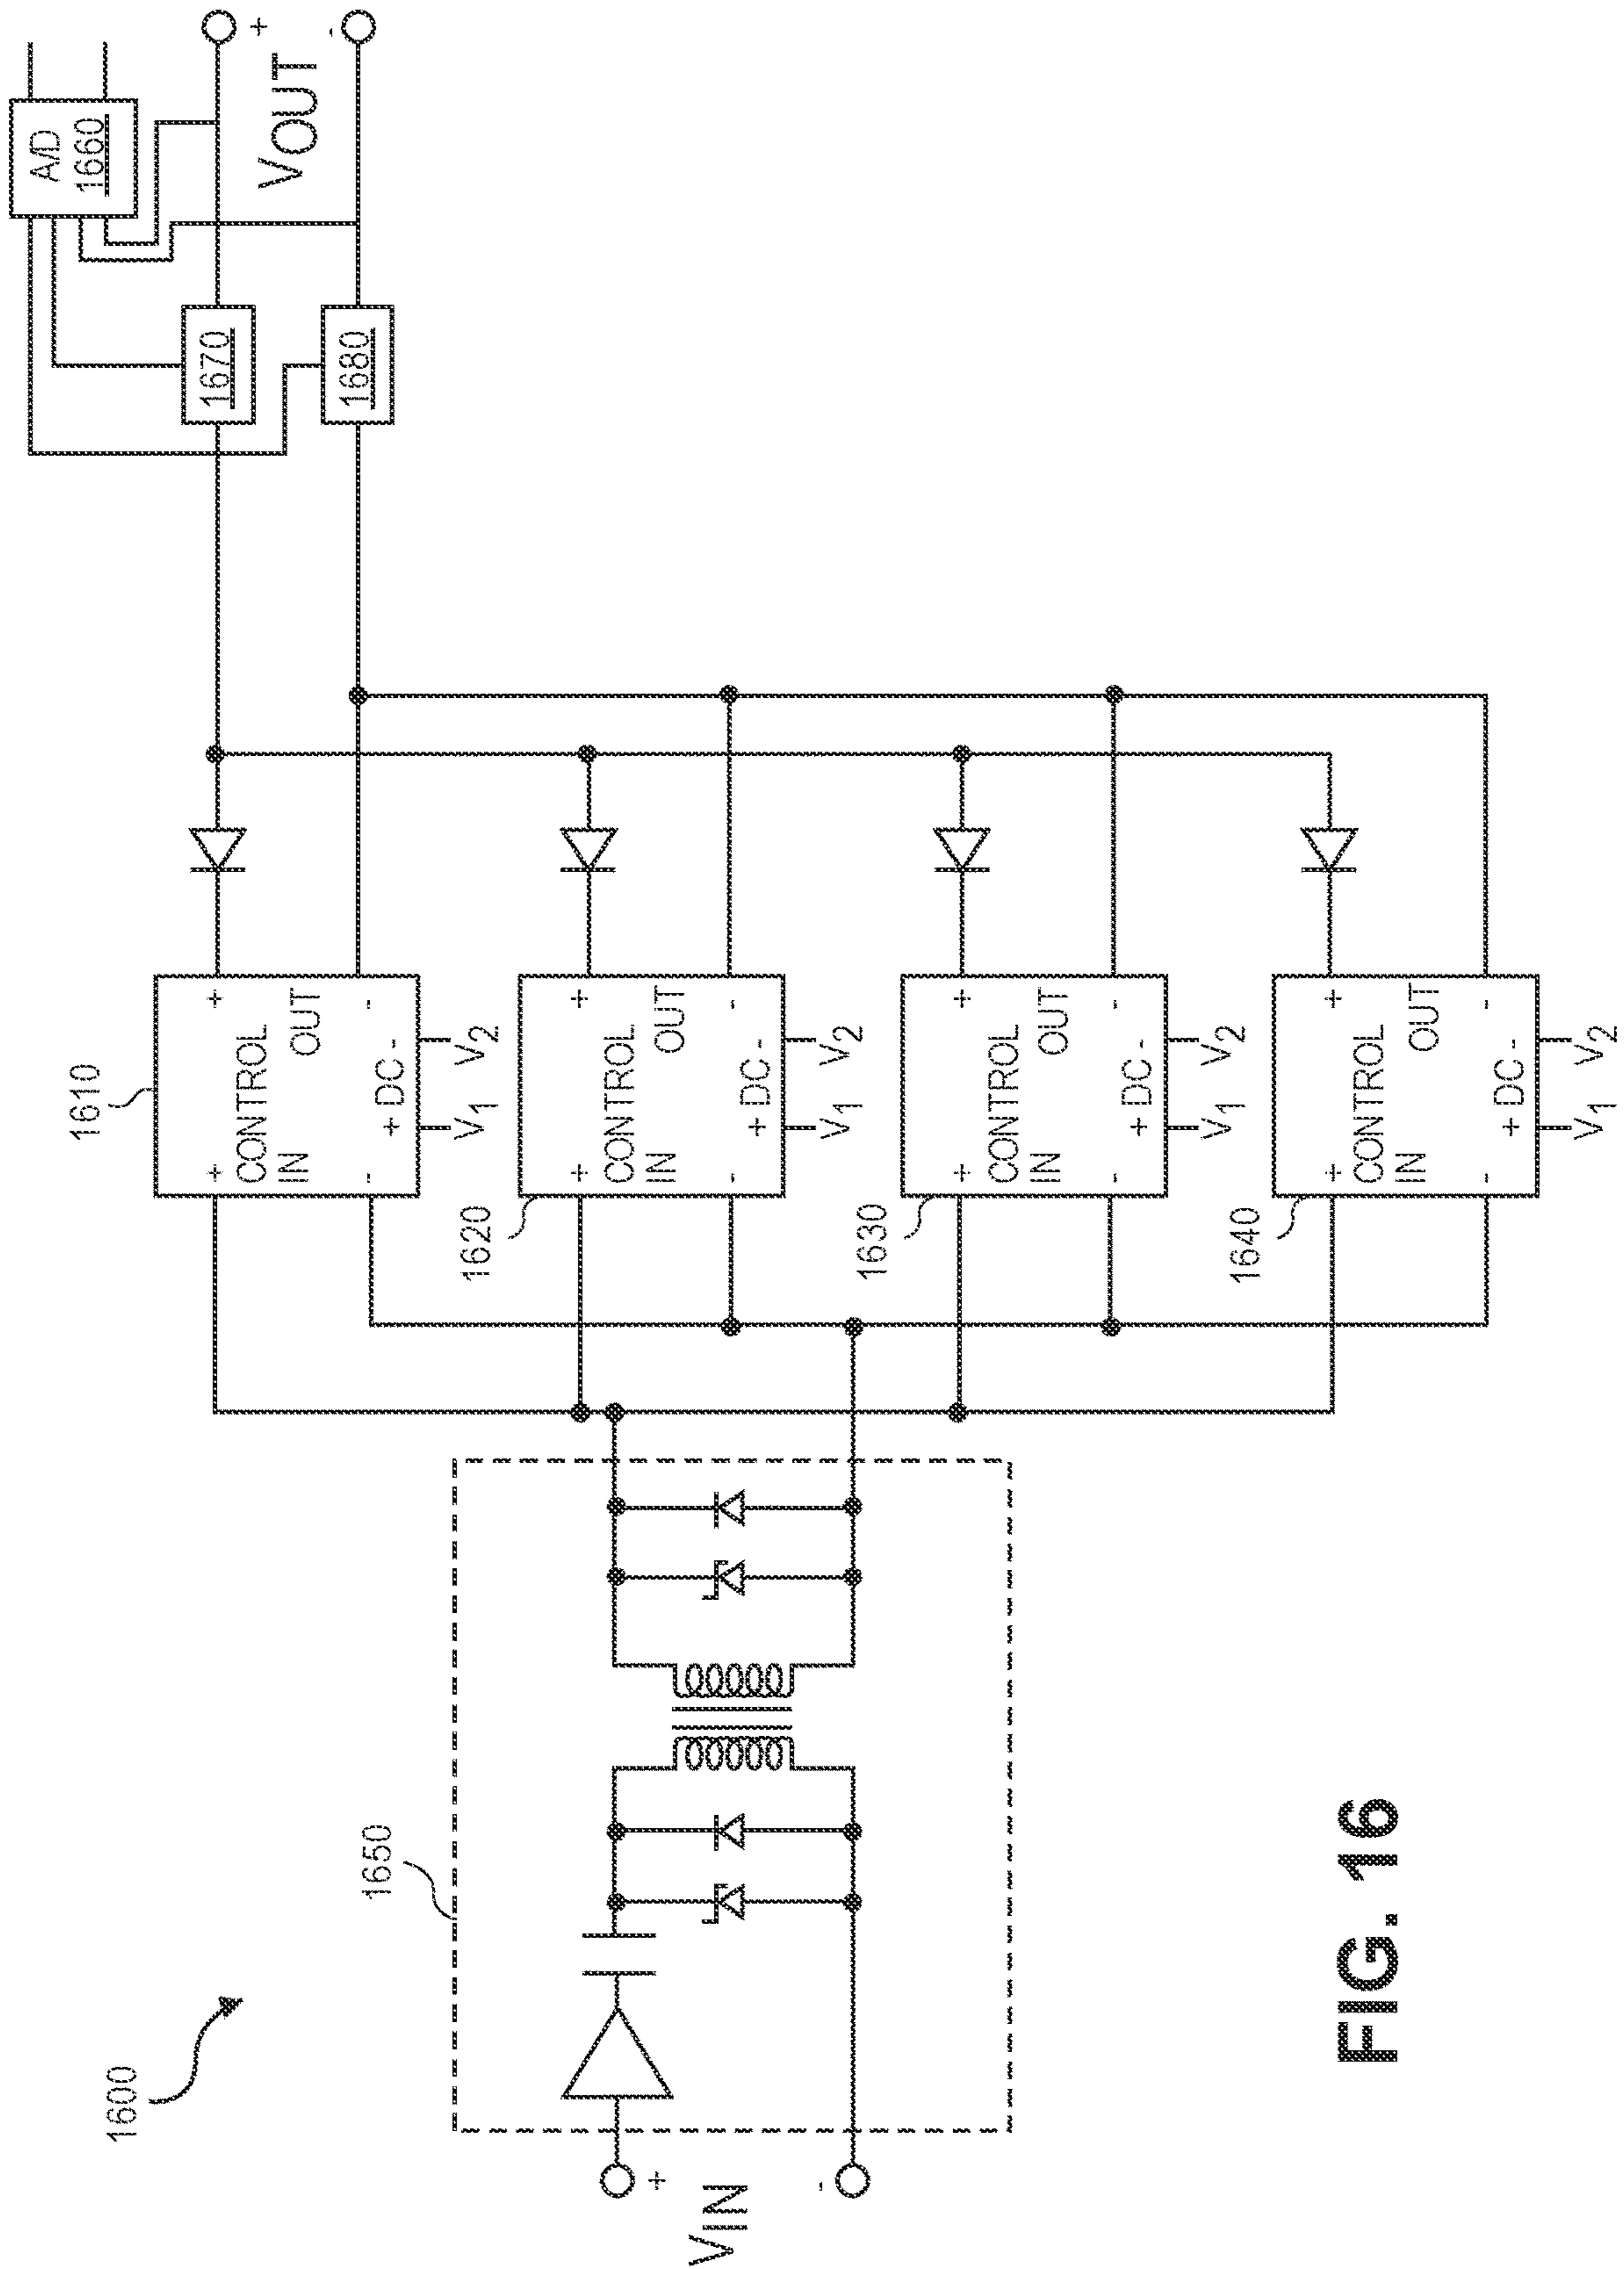 1600
1650
VIN
+
-
1610
+ +
CONTROL
IN OUT
- -
+ DC -
V1 V2
1620
+ +
CONTROL
IN OUT
- -
+ DC -
V1 V2
1630
+ +
CONTROL
IN OUT
- -
+ DC -
V1 V2
1640
+ +
CONTROL
IN OUT
- -
+ DC -
V1 V2
1670
1680
A/D
1660
+
VOUT
-
FIG. 16